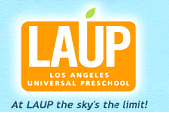 LAUP
LOS ANGELES
UNIVERSAL PRESCHOOL
At LAUP the sky's the limit!